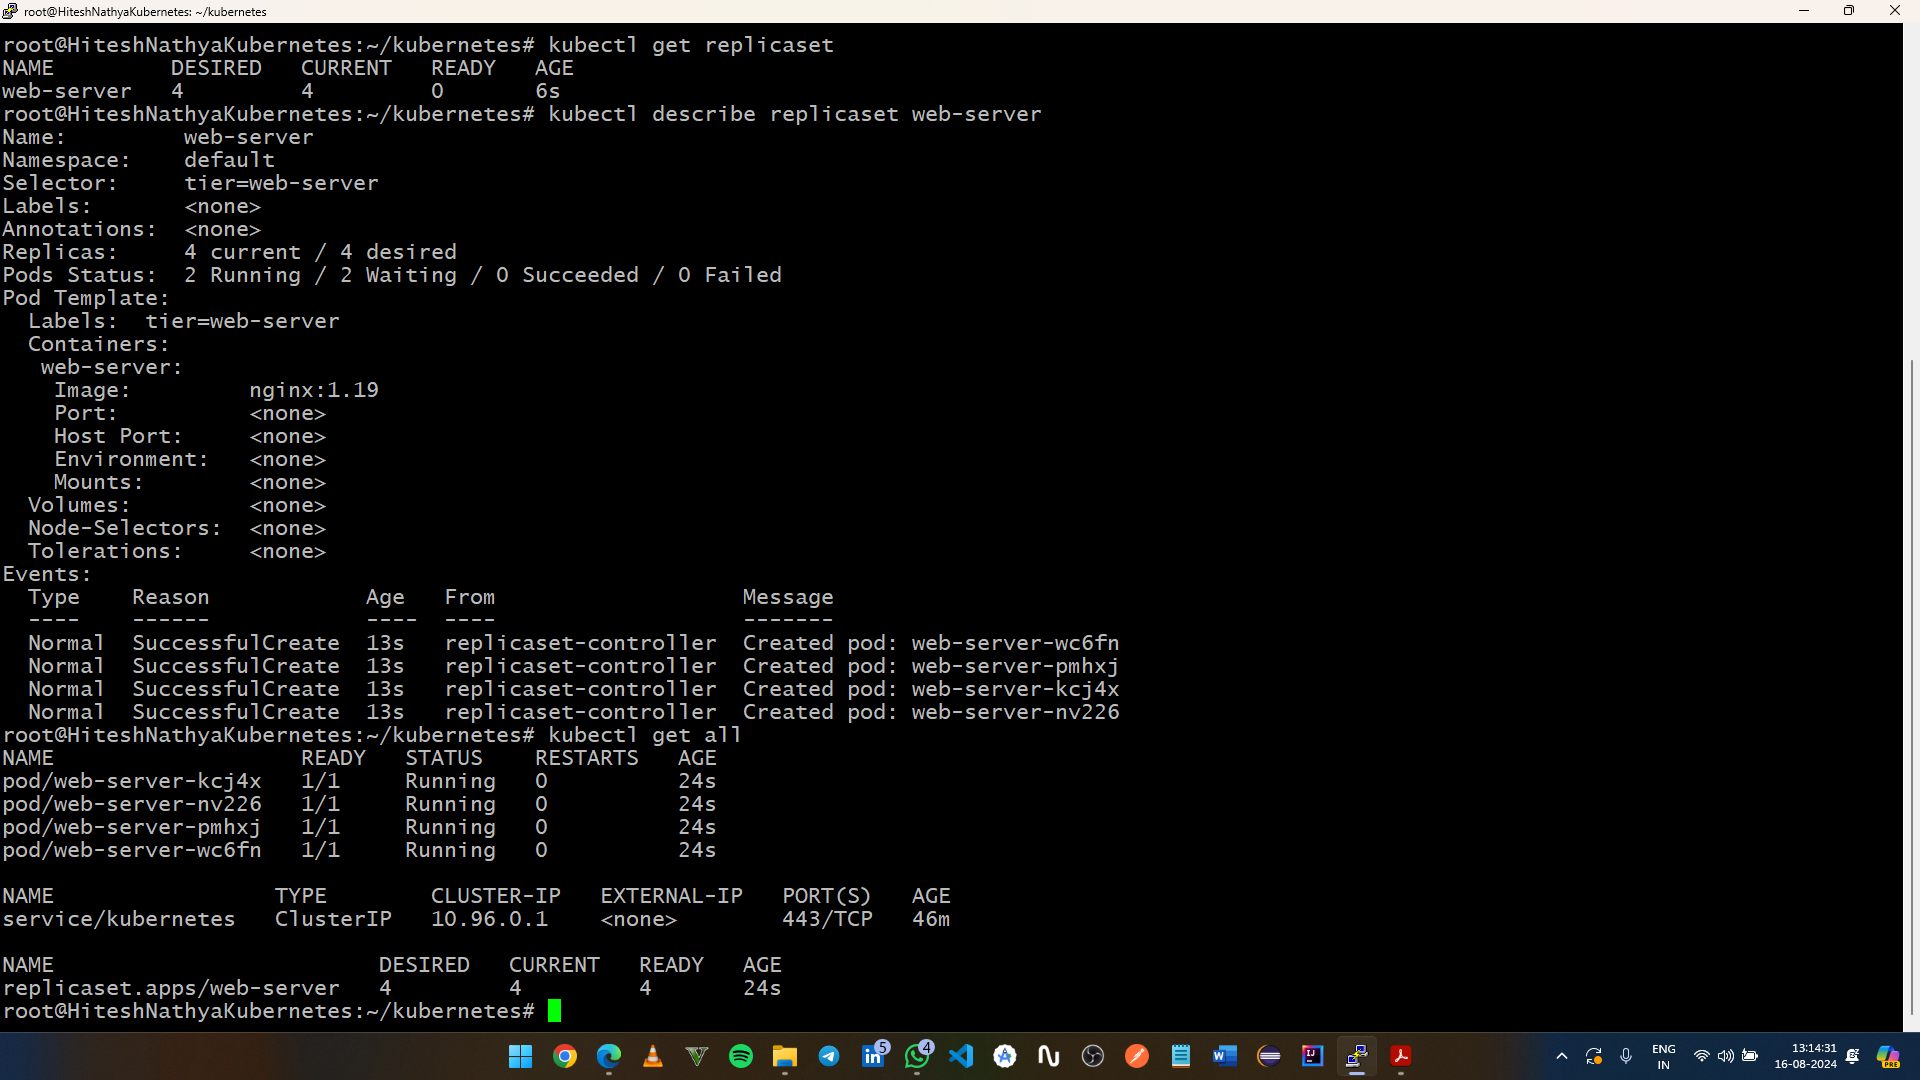 root@HiteshNathyaKubernetes: ~/kubernetes
root@HiteshNathyaKubernetes:~/kubernetes# kubectl get replicaset
NAME         DESIRED   CURRENT   READY   AGE
web-server   4         4         0       6s
root@HiteshNathyaKubernetes:~/kubernetes# kubectl describe replicaset web-server
Name:         web-server
Namespace:    default
Selector:     tier=web-server
Labels:       <none>
Annotations:  <none>
Replicas:     4 current / 4 desired
Pods Status:  2 Running / 2 Waiting / 0 Succeeded / 0 Failed
Pod Template:
  Labels:  tier=web-server
  Containers:
   web-server:
    Image:         nginx:1.19
    Port:          <none>
    Host Port:     <none>
    Environment:   <none>
    Mounts:        <none>
  Volumes:         <none>
  Node-Selectors:  <none>
  Tolerations:     <none>
Events:
  Type    Reason            Age   From                   Message
  ----    ------            ----  ----                   -------
  Normal  SuccessfulCreate  13s   replicaset-controller  Created pod: web-server-wc6fn
  Normal  SuccessfulCreate  13s   replicaset-controller  Created pod: web-server-pmhxj
  Normal  SuccessfulCreate  13s   replicaset-controller  Created pod: web-server-kcj4x
  Normal  SuccessfulCreate  13s   replicaset-controller  Created pod: web-server-nv226
root@HiteshNathyaKubernetes:~/kubernetes# kubectl get all
NAME                   READY   STATUS    RESTARTS   AGE
pod/web-server-kcj4x   1/1     Running   0          24s
pod/web-server-nv226   1/1     Running   0          24s
pod/web-server-pmhxj   1/1     Running   0          24s
pod/web-server-wc6fn   1/1     Running   0          24s
NAME                 TYPE        CLUSTER-IP   EXTERNAL-IP   PORT(S)   AGE
service/kubernetes   ClusterIP   10.96.0.1    <none>        443/TCP   46m
NAME                         DESIRED   CURRENT   READY   AGE
replicaset.apps/web-server   4         4         4       24s
root@HiteshNathyaKubernetes:~/kubernetes#
5
4
ENG
IN
13:14:31
16-08-2024
PRE